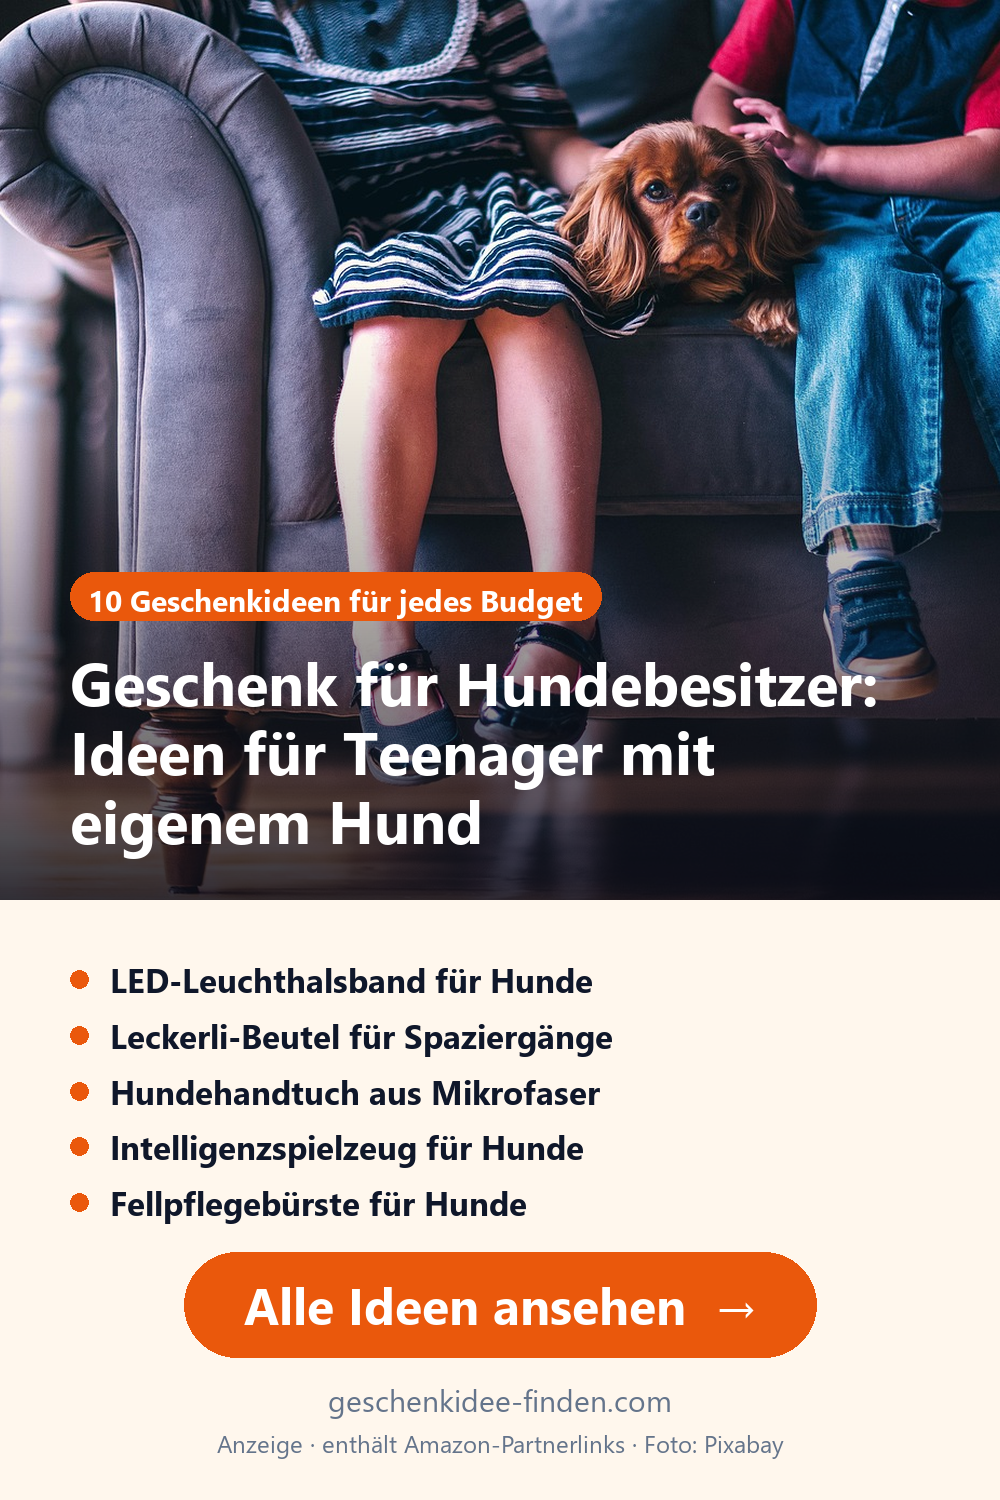 10 Geschenkideen für jedes Budget
Geschenk für Hundebesitzer:
Ideen für Teenager mit
eigenem Hund
LED-Leuchthalsband für Hunde
Leckerli-Beutel für Spaziergänge
Hundehandtuch aus Mikrofaser
Intelligenzspielzeug für Hunde
Fellpflegebürste für Hunde
Alle Ideen ansehen →
geschenkidee-finden.com
Anzeige · enthält Amazon-Partnerlinks · Foto: Pixabay